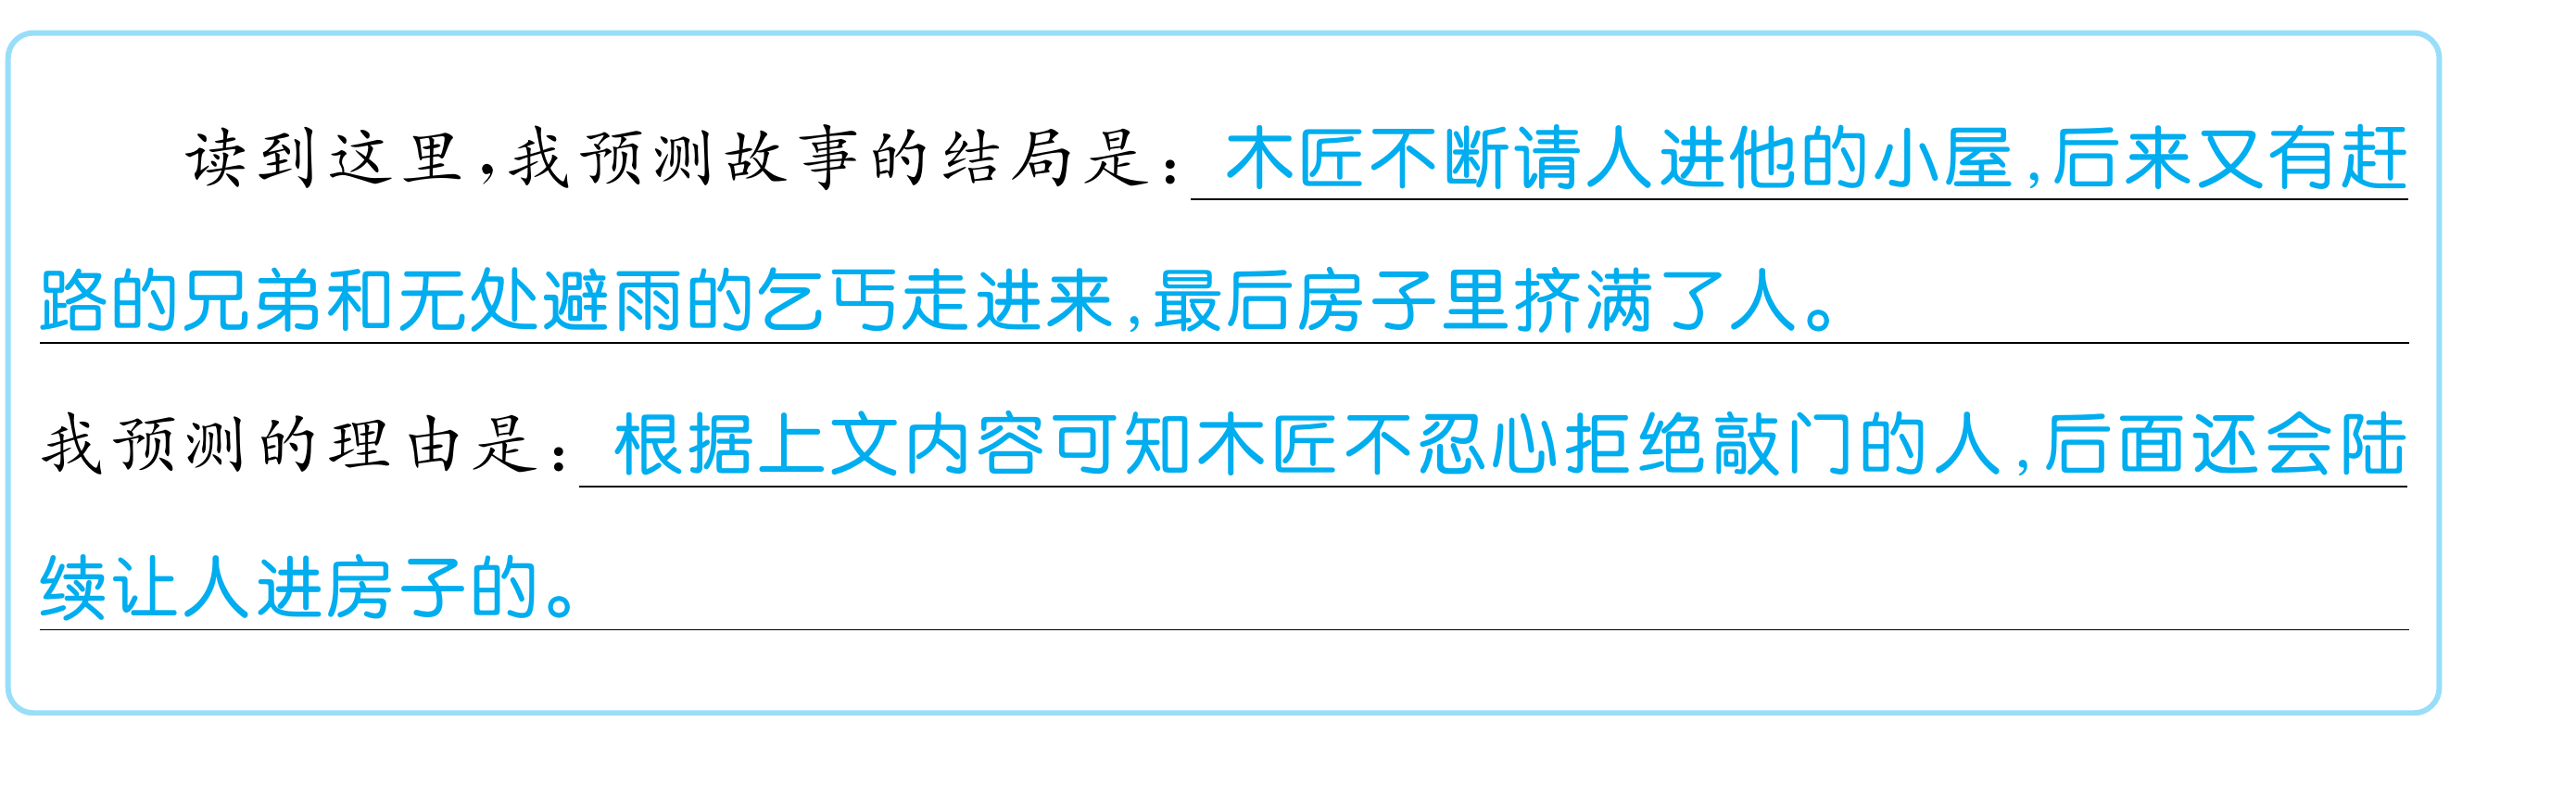 读到这里,我预测故事的结局是:木匠不断请人进他的小屋,后来又有赶
路的兄弟和无处避雨的乞丐走进来,最后房子里挤满了人。
我预测的理由是:根据上文内容可知木匠不忍心拒绝敲门的人,后面还会陆
续让人进房子的。